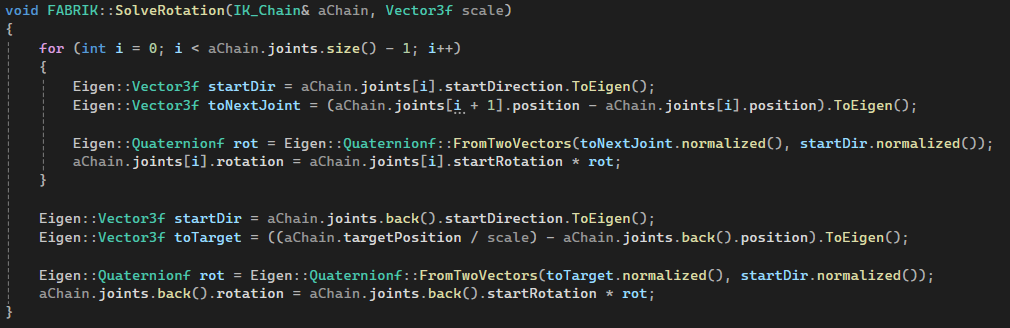 void FABRIK::SolveRotation(IK_Chain& aChain, Vector3f scale)
{
    for (int i = 0; i < aChain.joints.size() - 1; i++)
    {
        Eigen::Vector3f startDir = aChain.joints[i].startDirection.ToEigen();
        Eigen::Vector3f toNextJoint = (aChain.joints[i + 1].position - aChain.joints[i].position).ToEigen();

        Eigen::Quaternionf rot = Eigen::Quaternionf::FromTwoVectors(toNextJoint.normalized(), startDir.normalized());
        aChain.joints[i].rotation = aChain.joints[i].startRotation * rot;
    }

    Eigen::Vector3f startDir = aChain.joints.back().startDirection.ToEigen();
    Eigen::Vector3f toTarget = ((aChain.targetPosition / scale) - aChain.joints.back().position).ToEigen();

    Eigen::Quaternionf rot = Eigen::Quaternionf::FromTwoVectors(toTarget.normalized(), startDir.normalized());
    aChain.joints.back().rotation = aChain.joints.back().startRotation * rot;
}